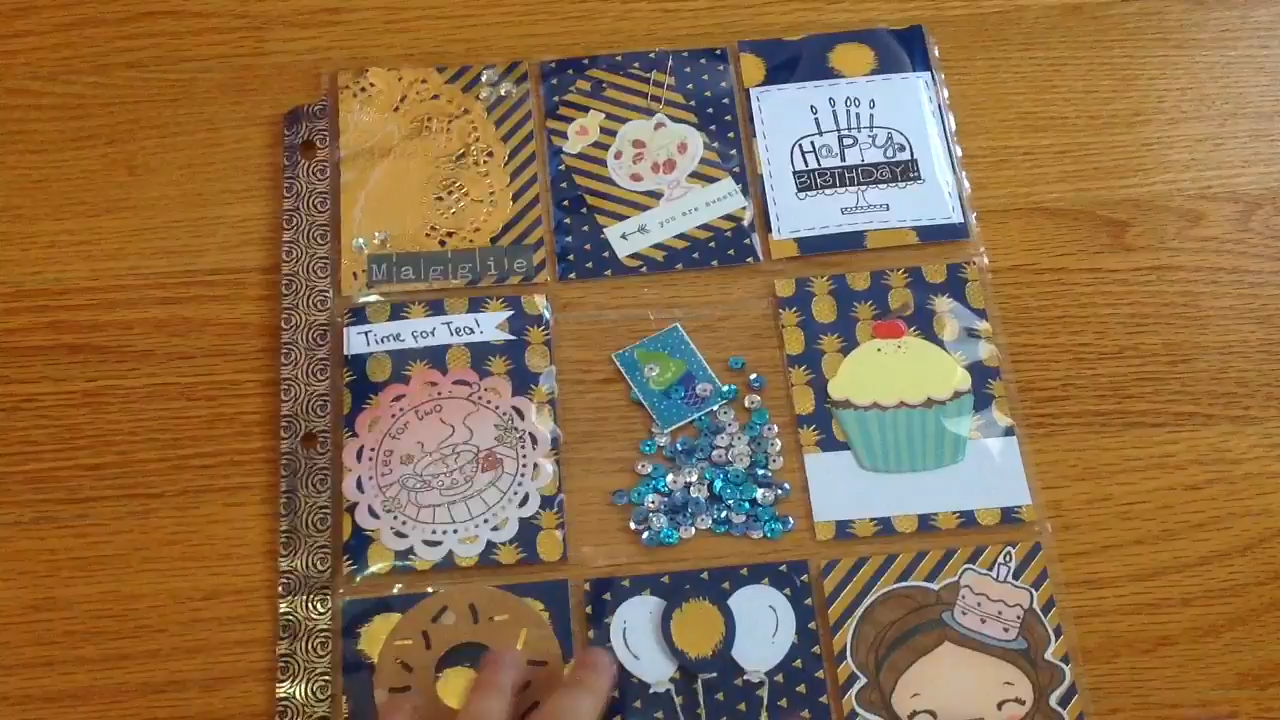 Maggie
you are sweet!
HaPPy
BIRTHDAY!!
Time for Tea!
tea for two